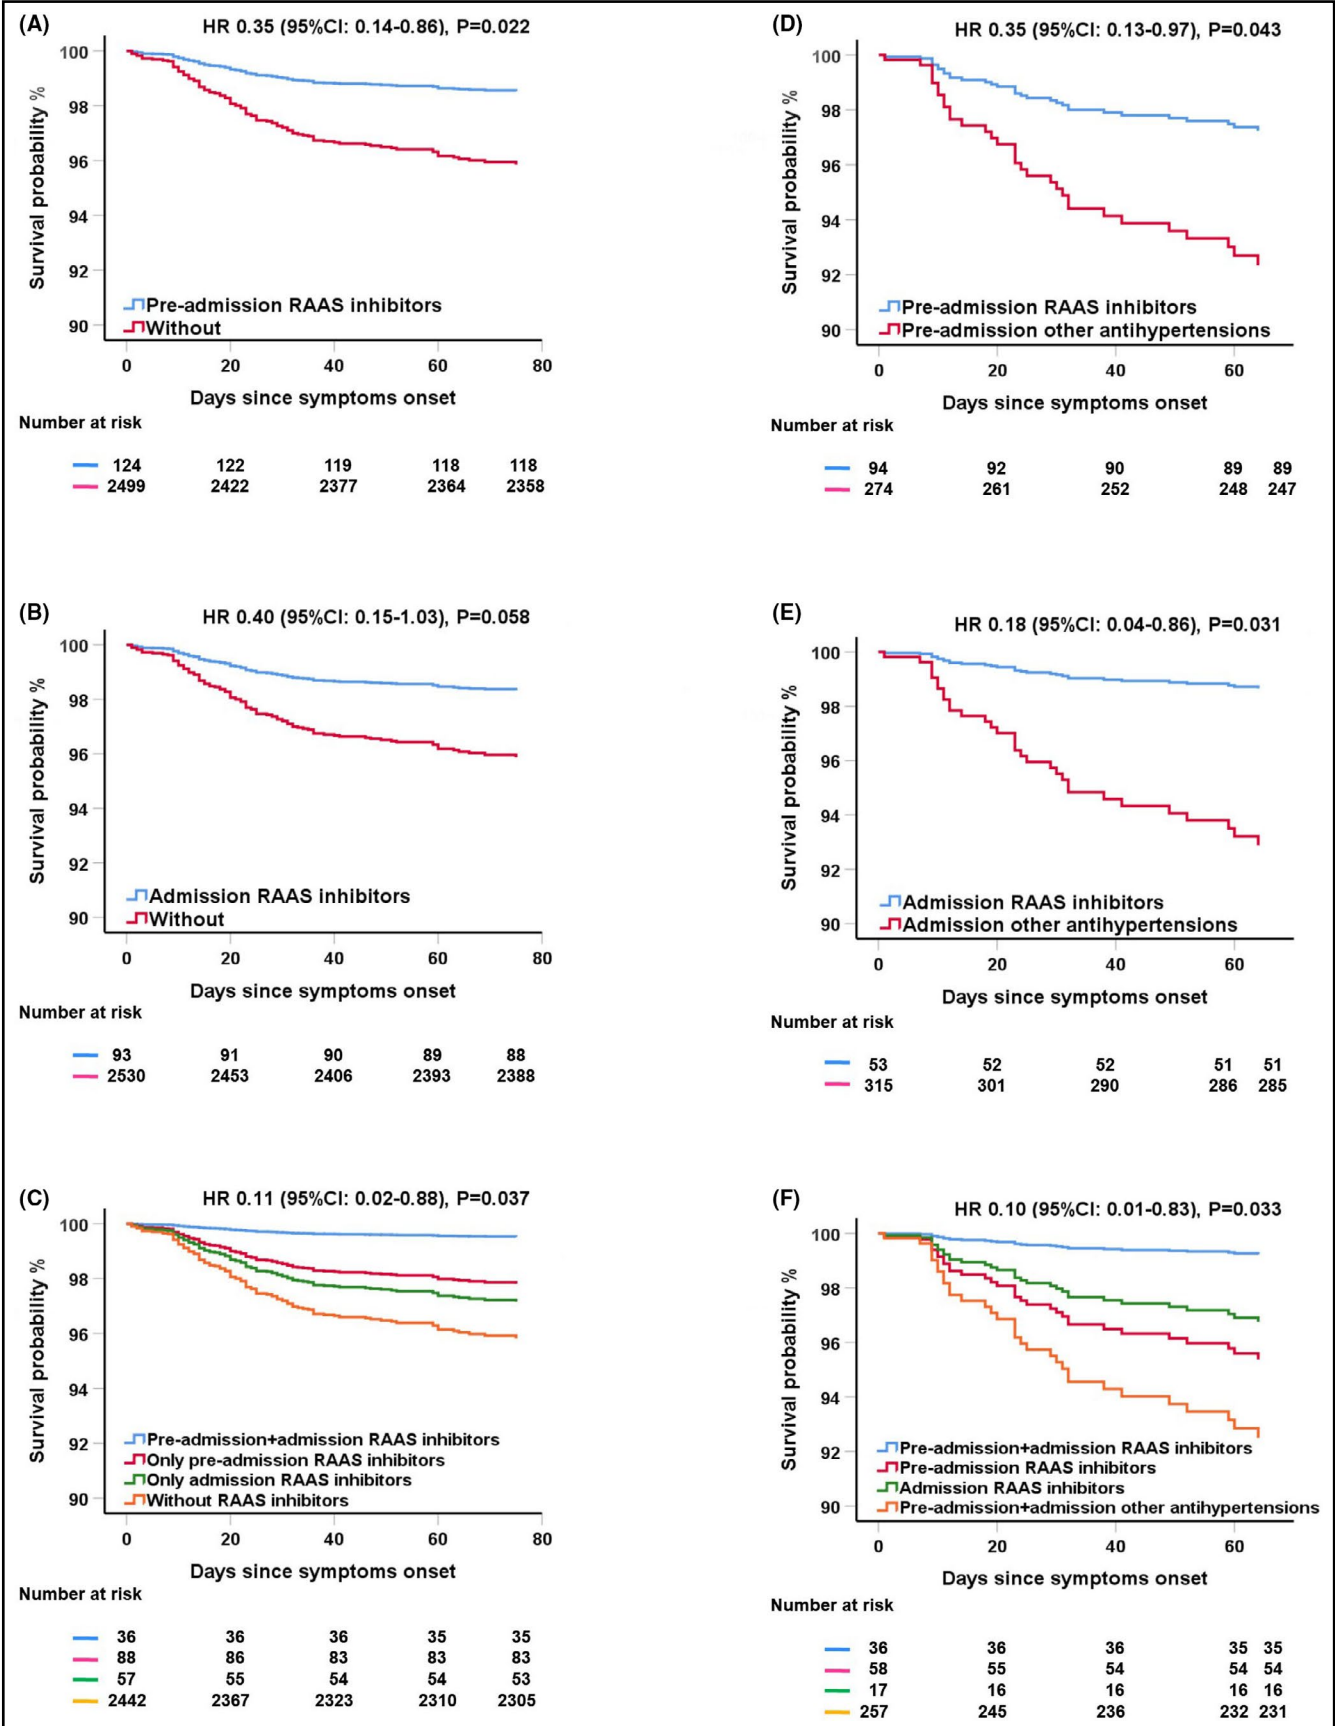 (A)
HR 0.35 (95%CI: 0.14-0.86), P=0.022
Survival probability %
100
98
96
94
92
90
Pre-admission RAAS inhibitors
Without
0 20 40 60 80
Days since symptoms onset
Number at risk
124 122 119 118 118
2499 2422 2377 2364 2358
(D)
HR 0.35 (95%CI: 0.13-0.97), P=0.043
Survival probability %
100
98
96
94
92
90
Pre-admission RAAS inhibitors
Pre-admission other antihypertensions
0 20 40 60
Days since symptoms onset
Number at risk
94 92 90 89 89
274 261 252 248 247
(B)
HR 0.40 (95%CI: 0.15-1.03), P=0.058
Survival probability %
100
98
96
94
92
90
Admission RAAS inhibitors
Without
0 20 40 60 80
Days since symptoms onset
Number at risk
93 91 90 89 88
2530 2453 2406 2393 2388
(E)
HR 0.18 (95%CI: 0.04-0.86), P=0.031
Survival probability %
100
98
96
94
92
90
Admission RAAS inhibitors
Admission other antihypertensions
0 20 40 60
Days since symptoms onset
Number at risk
53 52 52 51 51
315 301 290 286 285
(C)
HR 0.11 (95%CI: 0.02-0.88), P=0.037
Survival probability %
100
98
96
94
92
90
Pre-admission+admission RAAS inhibitors
Only pre-admission RAAS inhibitors
Only admission RAAS inhibitors
Without RAAS inhibitors
0 20 40 60 80
Days since symptoms onset
Number at risk
36 36 36 35 35
88 86 83 83 83
57 55 54 54 53
2442 2367 2323 2310 2305
(F)
HR 0.10 (95%CI: 0.01-0.83), P=0.033
Survival probability %
100
98
96
94
92
90
Pre-admission+admission RAAS inhibitors
Pre-admission RAAS inhibitors
Admission RAAS inhibitors
Pre-admission+admission other antihypertensions
0 20 40 60
Days since symptoms onset
Number at risk
36 36 36 35 35
58 55 54 54 54
17 16 16 16 16
257 245 236 232 231